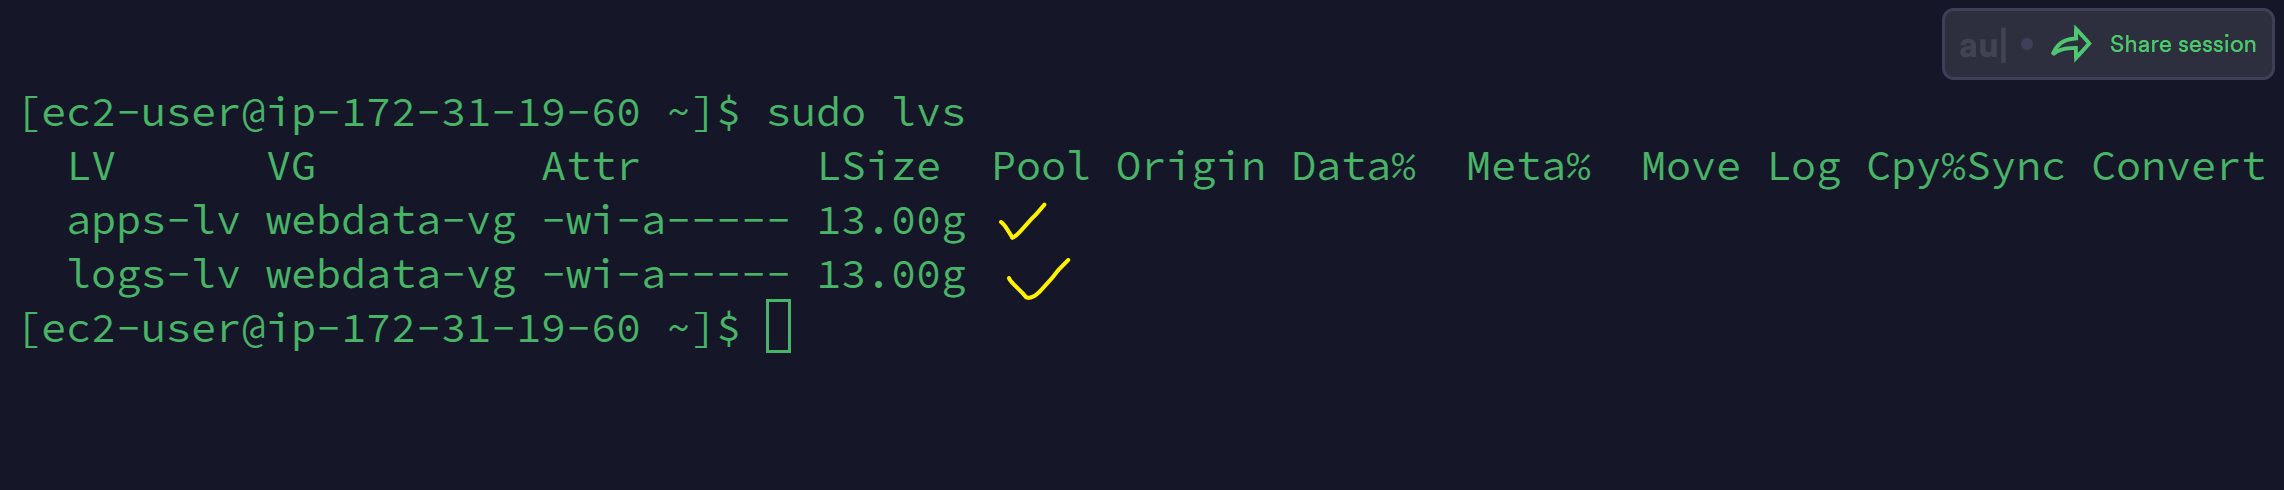 au| • Share session
[ec2-user@ip-172-31-19-60 ~]$ sudo lvs
  LV      VG         Attr       LSize  Pool Origin Data%  Meta%  Move Log Cpy%Sync Convert
  apps-lv webdata-vg -wi-a----- 13.00g
  logs-lv webdata-vg -wi-a----- 13.00g
[ec2-user@ip-172-31-19-60 ~]$